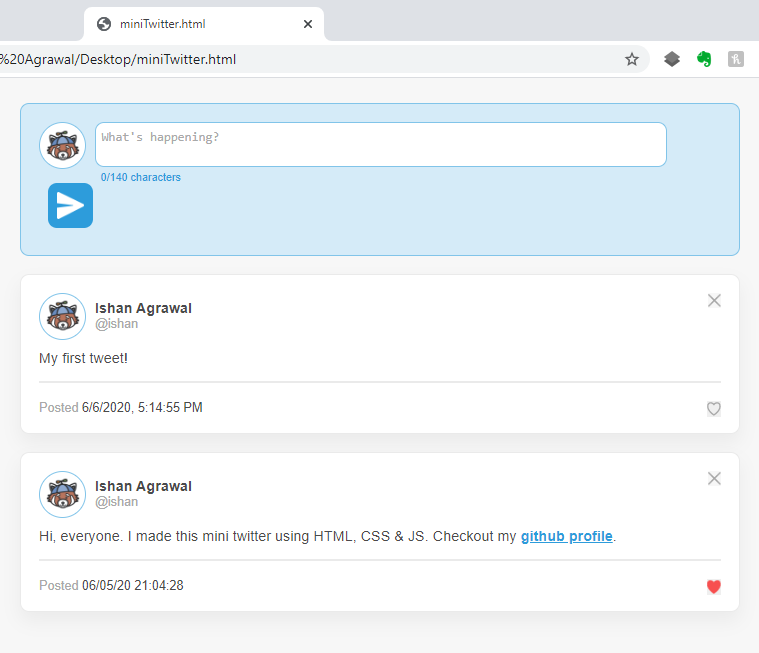 miniTwitter.html
%20Agrawal/Desktop/miniTwitter.html
What's happening?
0/140 characters
Ishan Agrawal
@ishan
My first tweet!
Posted 6/6/2020, 5:14:55 PM
Ishan Agrawal
@ishan
Hi, everyone. I made this mini twitter using HTML, CSS & JS. Checkout my github profile.
Posted 06/05/20 21:04:28